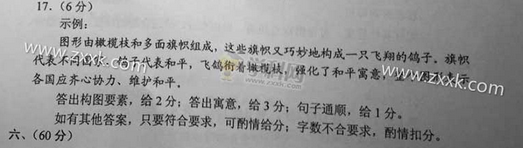 17.(6分)
示例：
图形由橄榄枝和多面旗帜组成，这些旗帜又巧妙地构成一只飞翔的鸽子。旗帜
代表不同国家，鸽子代表和平，飞鸽衔着橄榄枝，强化了和平寓意，
各国应齐心协力、维护和平。
答出构图要素，给2分；答出寓意，给3分；句子通顺，给1分。
如有其他答案，只要符合要求，可酌情给分；字数不合要求，酌情扣分。
六、(60分)
www.zxxk.com
www.zxxk.com